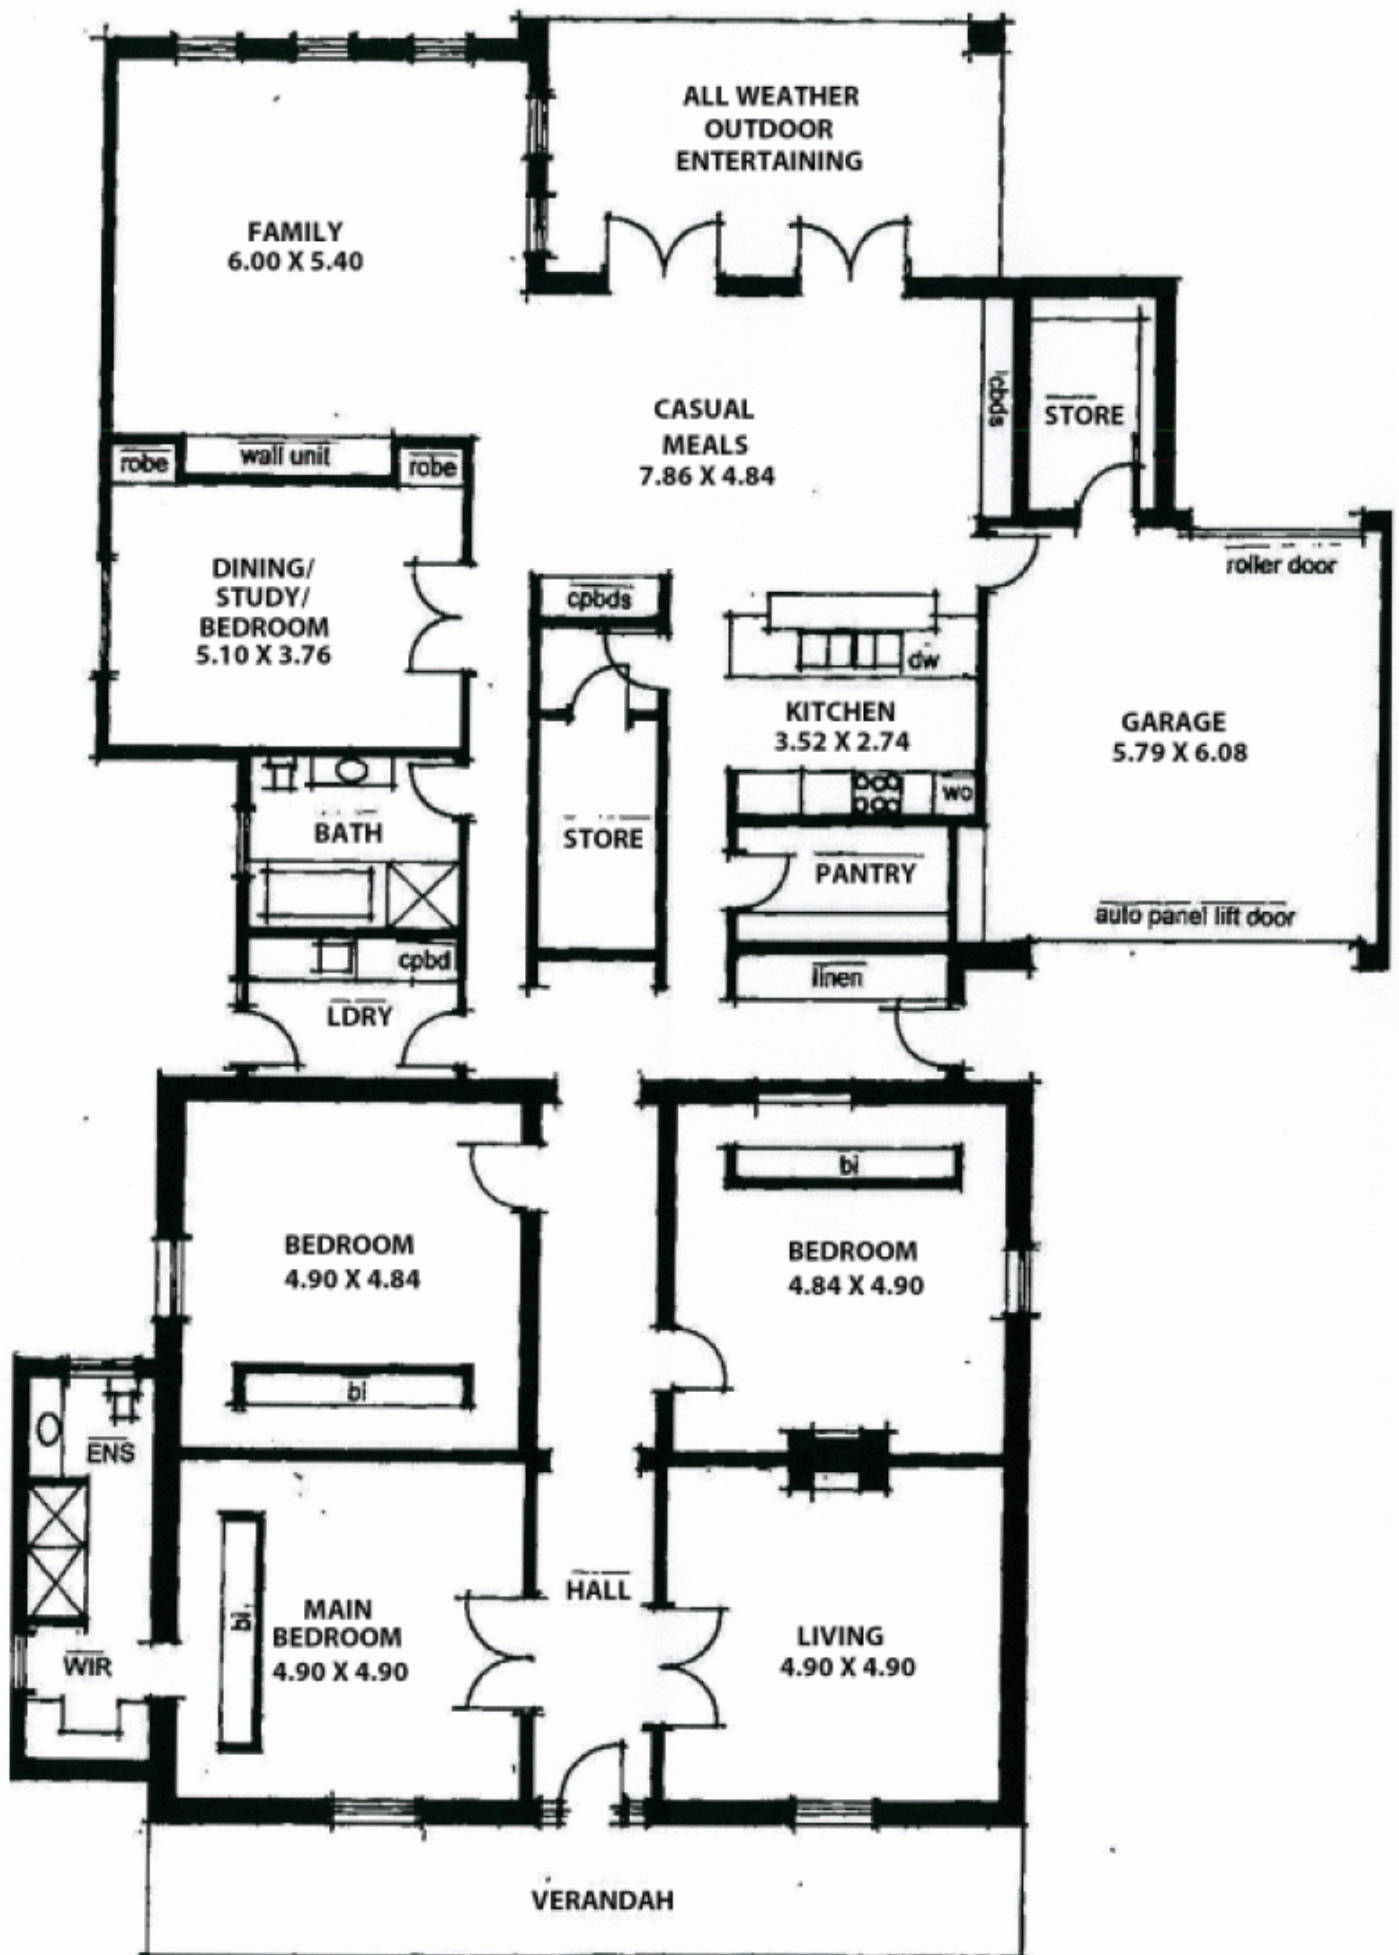 ALL WEATHER
OUTDOOR
ENTERTAINING
FAMILY
6.00 X 5.40
CASUAL
MEALS
7.86 X 4.84
cbds
STORE
robe
wall unit
robe
DINING/
STUDY/
BEDROOM
5.10 X 3.76
roller door
cpbds
dw
KITCHEN
3.52 X 2.74
GARAGE
5.79 X 6.08
wo
BATH
STORE
PANTRY
auto panel lift door
cpbd
linen
LDRY
bi
BEDROOM
4.90 X 4.84
BEDROOM
4.84 X 4.90
bi
ENS
HALL
bi
MAIN
BEDROOM
4.90 X 4.90
LIVING
4.90 X 4.90
WIR
VERANDAH